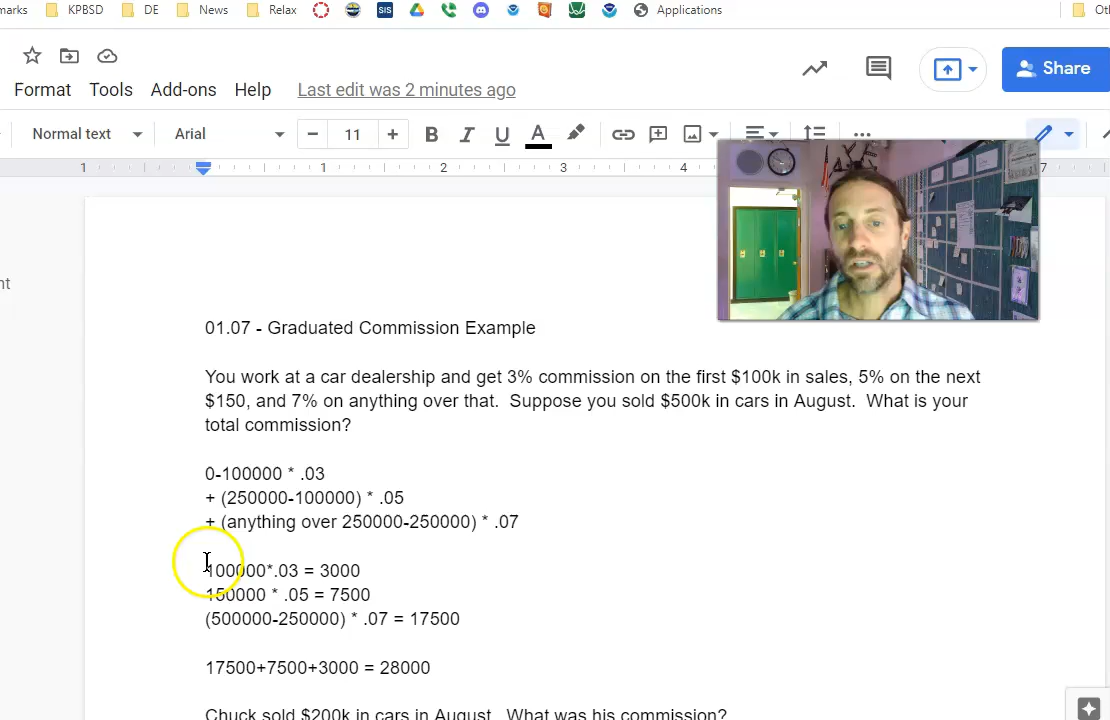 marks KPBSD DE News Relax SIS Applications
Format Tools Add-ons Help Last edit was 2 minutes ago
Share
Normal text Arial − 11 + B I U A
1 1 2 3 4 7
01.07 - Graduated Commission Example
You work at a car dealership and get 3% commission on the first $100k in sales, 5% on the next
$150, and 7% on anything over that. Suppose you sold $500k in cars in August. What is your
total commission?
0-100000 * .03
+ (250000-100000) * .05
+ (anything over 250000-250000) * .07
100000*.03 = 3000
150000 * .05 = 7500
(500000-250000) * .07 = 17500
17500+7500+3000 = 28000
Chuck sold $200k in cars in August. What was his commission?